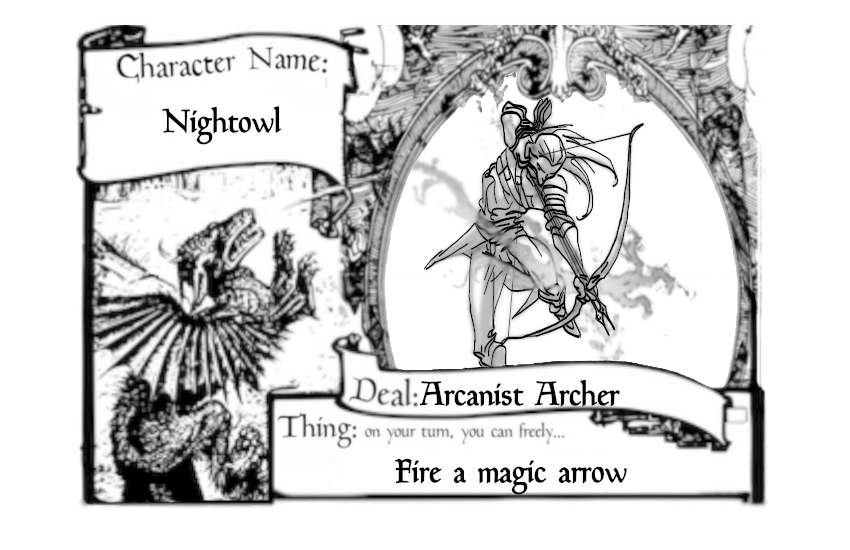 Character Name:
Nightowl
Deal: Arcanist Archer
Thing: on your turn, you can freely...
Fire a magic arrow